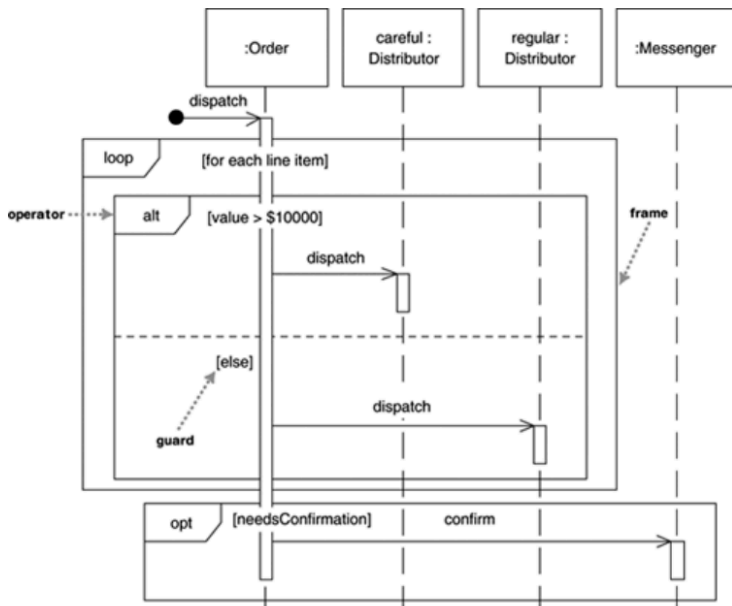 :Order
careful :
Distributor
regular :
Distributor
:Messenger
dispatch
loop
[for each line item]
operator
alt
[value > $10000]
frame
dispatch
[else]
guard
dispatch
opt
[needsConfirmation]
confirm